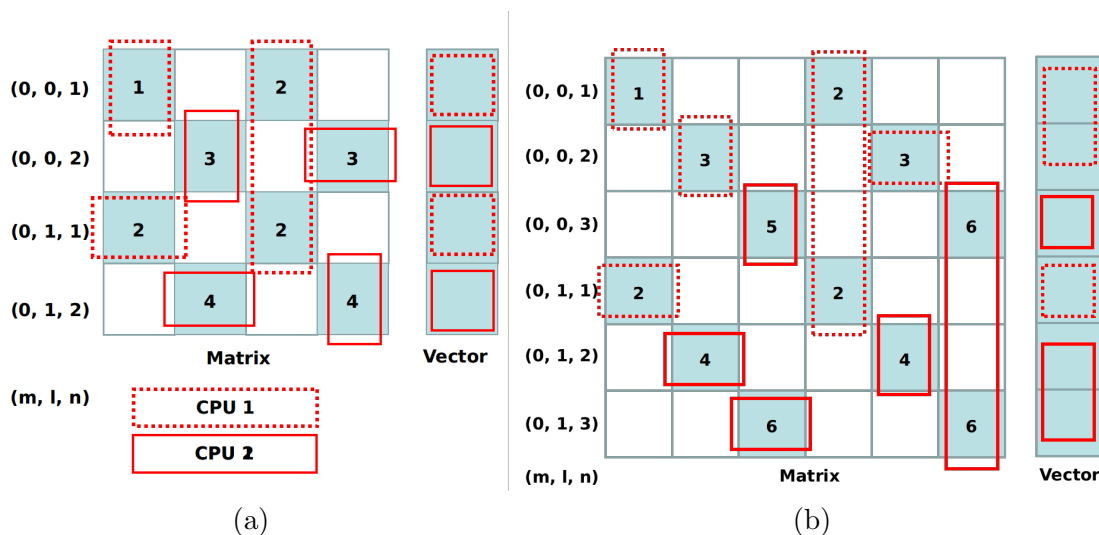 (0, 0, 1) 1 2
(0, 0, 2) 3 3
(0, 1, 1) 2 2
(0, 1, 2) 4 4
Matrix Vector
(m, l, n)
CPU 1
CPU
(a)
(0, 0, 1) 1 2
(0, 0, 2) 3 3
(0, 0, 3) 5 6
(0, 1, 1) 2 2
(0, 1, 2) 4 4
(0, 1, 3) 6 6
(m, l, n) Matrix Vector
(b)